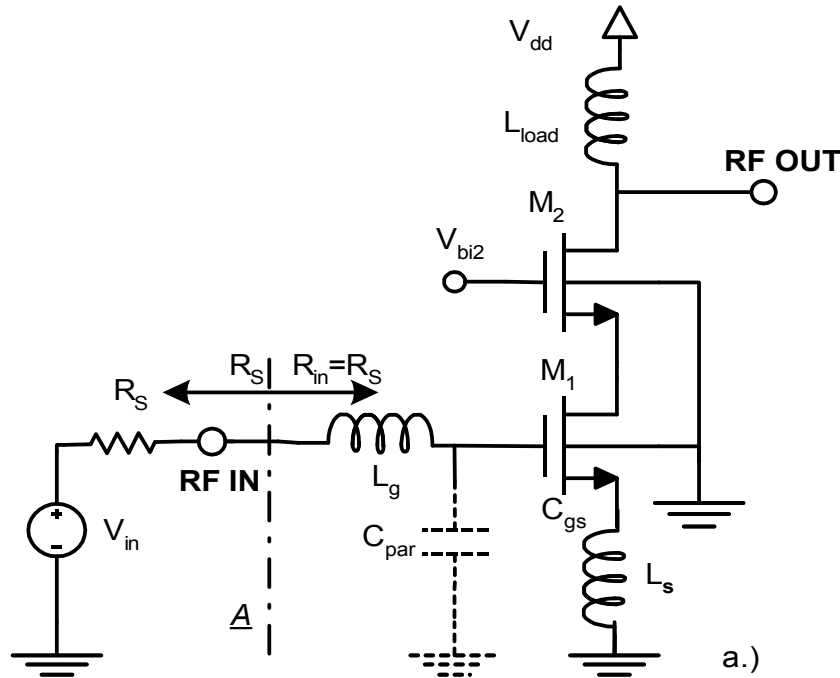 V_dd
L_load
RF OUT
M_2
V_bi2
R_S
R_S
R_in=R_S
M_1
RF IN
L_g
C_gs
V_in
C_par
L_s
A
a.)
+
-